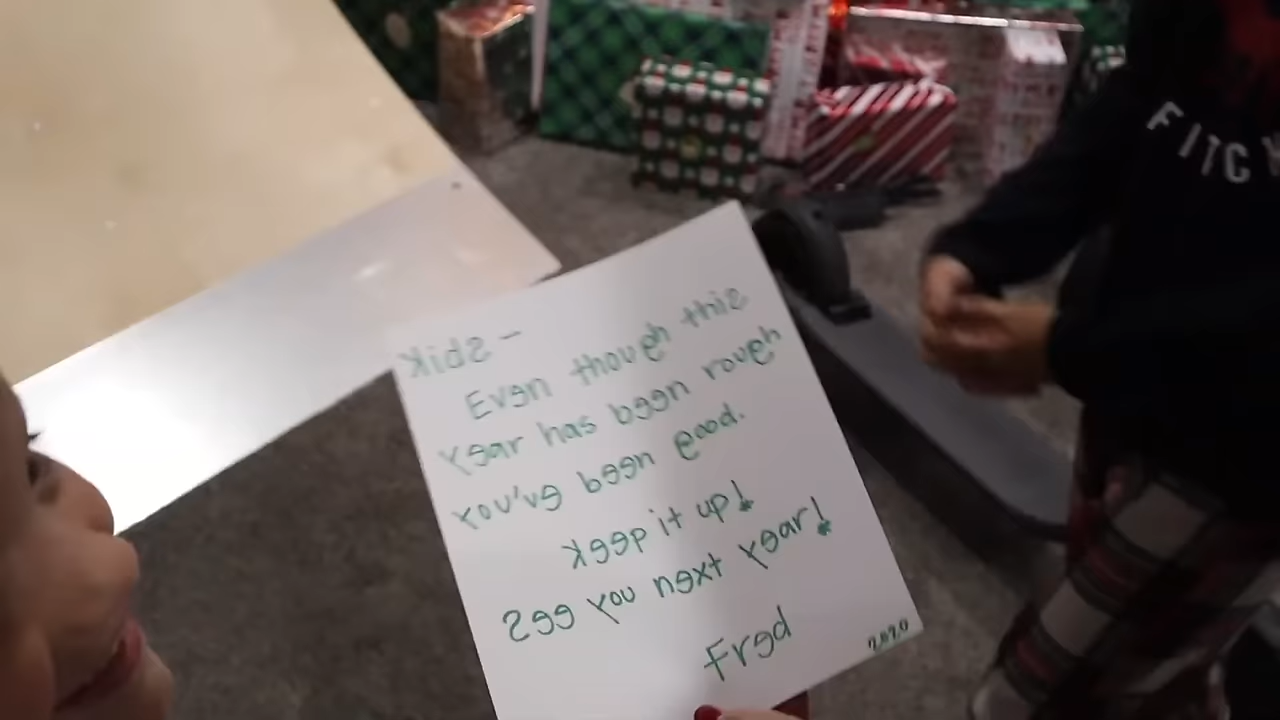 Kids -
Even though this
year has been rough
you've been good.
Keep it up!
See you next year!
Fred
2020
FITC